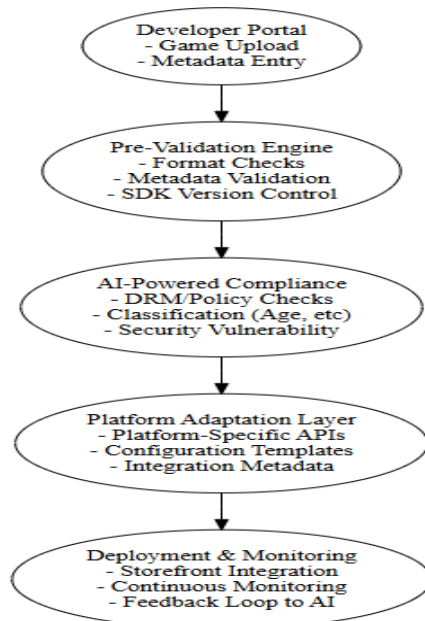 Developer Portal
- Game Upload
- Metadata Entry
Pre-Validation Engine
- Format Checks
- Metadata Validation
- SDK Version Control
AI-Powered Compliance
- DRM/Policy Checks
- Classification (Age, etc)
- Security Vulnerability
Platform Adaptation Layer
- Platform-Specific APIs
- Configuration Templates
- Integration Metadata
Deployment & Monitoring
- Storefront Integration
- Continuous Monitoring
- Feedback Loop to AI